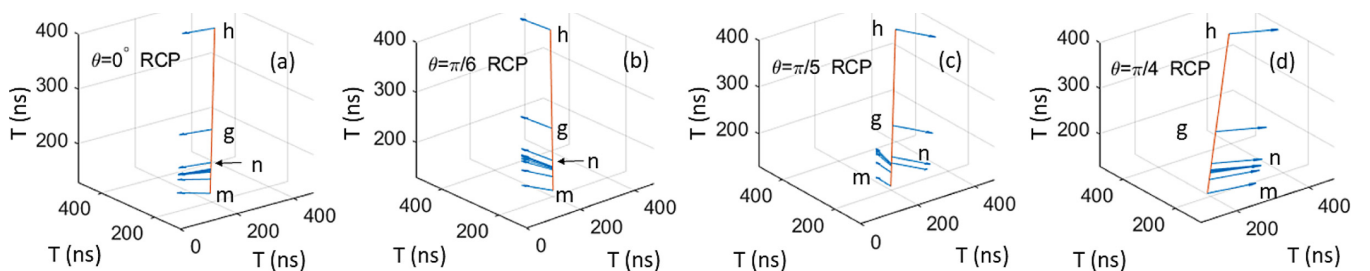 400
h
θ=0° RCP
(a)
300
T (ns)
g
200
n
m
400
200
0
200
400
T (ns)
T (ns)
400
h
θ=π/6 RCP
(b)
300
T (ns)
g
200
n
m
400
200
0
200
400
T (ns)
T (ns)
400
h
θ=π/5 RCP
(c)
300
T (ns)
g
200
n
m
400
200
0
200
400
T (ns)
T (ns)
400
h
θ=π/4 RCP
(d)
300
T (ns)
g
200
n
m
400
200
200
400
T (ns)
T (ns)